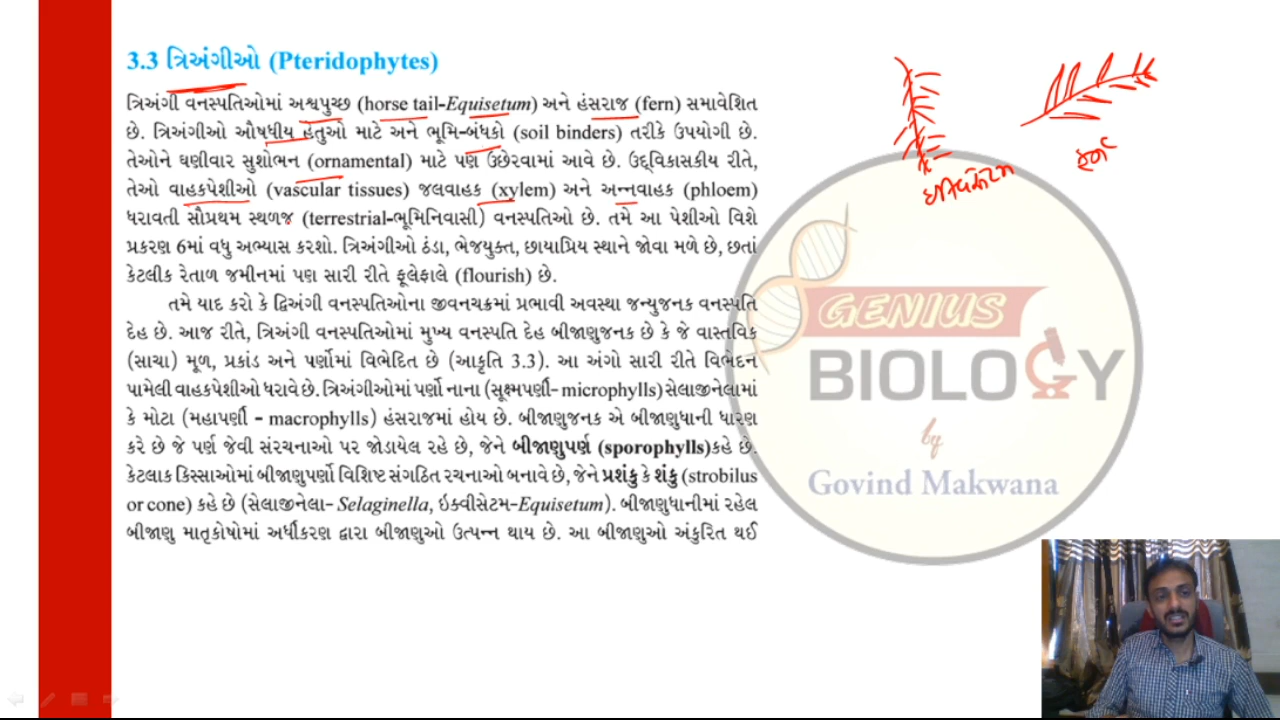 3.3 ત્રિઅંગીઓ (Pteridophytes)
ત્રિઅંગી વનસ્પતિઓમાં અશ્વપુચ્છ (horse tail-Equisetum) અને હંસરાજ (fern) સમાવેશિત
છે. ત્રિઅંગીઓ ઔષધીય હેતુઓ માટે અને ભૂમિ-બંધકો (soil binders) તરીકે ઉપયોગી છે.
તેઓને ઘણીવાર સુશોભન (ornamental) માટે પણ ઉછેરવામાં આવે છે. ઉદ્‌વિકાસકીય રીતે,
તેઓ વાહકપેશીઓ (vascular tissues) જલવાહક (xylem) અને અન્નવાહક (phloem)
ધરાવતી સૌપ્રથમ સ્થળજ (terrestrial-ભૂમિનિવાસી) વનસ્પતિઓ છે. તમે આ પેશીઓ વિશે
પ્રકરણ 6માં વધુ અભ્યાસ કરશો. ત્રિઅંગીઓ ઠંડા, ભેજયુક્ત, છાયાપ્રિય સ્થાને જોવા મળે છે, છતાં
કેટલીક રેતાળ જમીનમાં પણ સારી રીતે ફૂલેફાલે (flourish) છે.
તમે યાદ કરો કે દ્વિઅંગી વનસ્પતિઓના જીવનચક્રમાં પ્રભાવી અવસ્થા જન્યુજનક વનસ્પતિ
દેહ છે. આજ રીતે, ત્રિઅંગી વનસ્પતિઓમાં મુખ્ય વનસ્પતિ દેહ બીજાણુજનક છે કે જે વાસ્તવિક
(સાચા) મૂળ, પ્રકાંડ અને પર્ણોમાં વિભેદિત છે (આકૃતિ 3.3). આ અંગો સારી રીતે વિભેદન
પામેલી વાહકપેશીઓ ધરાવે છે. ત્રિઅંગીઓમાં પર્ણો નાના (સૂક્ષ્મપર્ણી- microphylls) સેલાજીનેલામાં
કે મોટા (મહાપર્ણી - macrophylls) હંસરાજમાં હોય છે. બીજાણુજનક એ બીજાણુધાની ધારણ
કરે છે જે પર્ણ જેવી સંરચનાઓ પર જોડાયેલ રહે છે, જેને બીજાણુપર્ણ (sporophylls)કહે છે.
કેટલાક કિસ્સાઓમાં બીજાણુપર્ણો વિશિષ્ટ સંગઠિત રચનાઓ બનાવે છે, જેને પ્રશંકુ કે શંકુ (strobilus
or cone) કહે છે (સેલાજીનેલા- Selaginella, ઇક્વીસેટમ-Equisetum). બીજાણુધાનીમાં રહેલ
બીજાણુ માતૃકોષોમાં અર્ધીકરણ દ્વારા બીજાણુઓ ઉત્પન્ન થાય છે. આ બીજાણુઓ અંકુરિત થઈ
ફર્ન
GENIUS
BIOLOGY
by
Govind Makwana